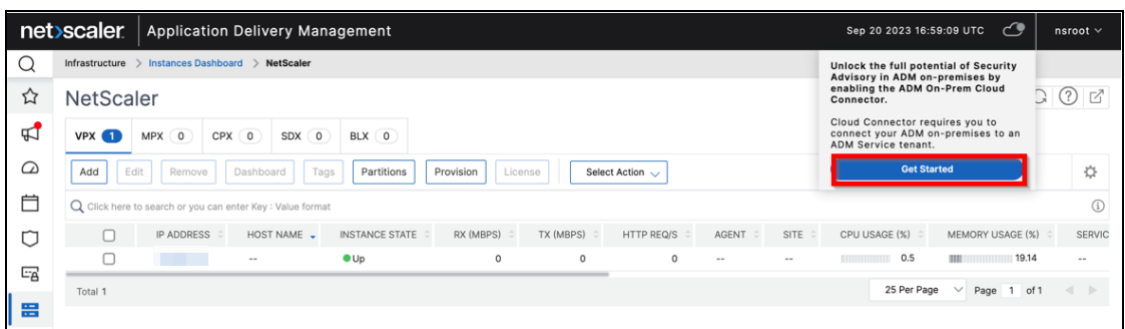 net>scaler. Application Delivery Management Sep 20 2023 16:59:09 UTC nsroot
Infrastructure > Instances Dashboard > NetScaler
Unlock the full potential of Security
Advisory in ADM on-premises by
enabling the ADM On-Prem Cloud
Connector.
Cloud Connector requires you to
connect your ADM on-premises to an
ADM Service tenant.
Get Started
NetScaler
VPX 1 MPX 0 CPX 0 SDX 0 BLX 0
Add Edit Remove Dashboard Tags Partitions Provision License Select Action
Click here to search or you can enter Key : Value format
IP ADDRESS HOST NAME INSTANCE STATE RX (MBPS) TX (MBPS) HTTP REQ/S AGENT SITE CPU USAGE (%) MEMORY USAGE (%) SERVIC
-- Up 0 0 0 -- -- 0.5 19.14 --
Total 1 25 Per Page Page 1 of 1